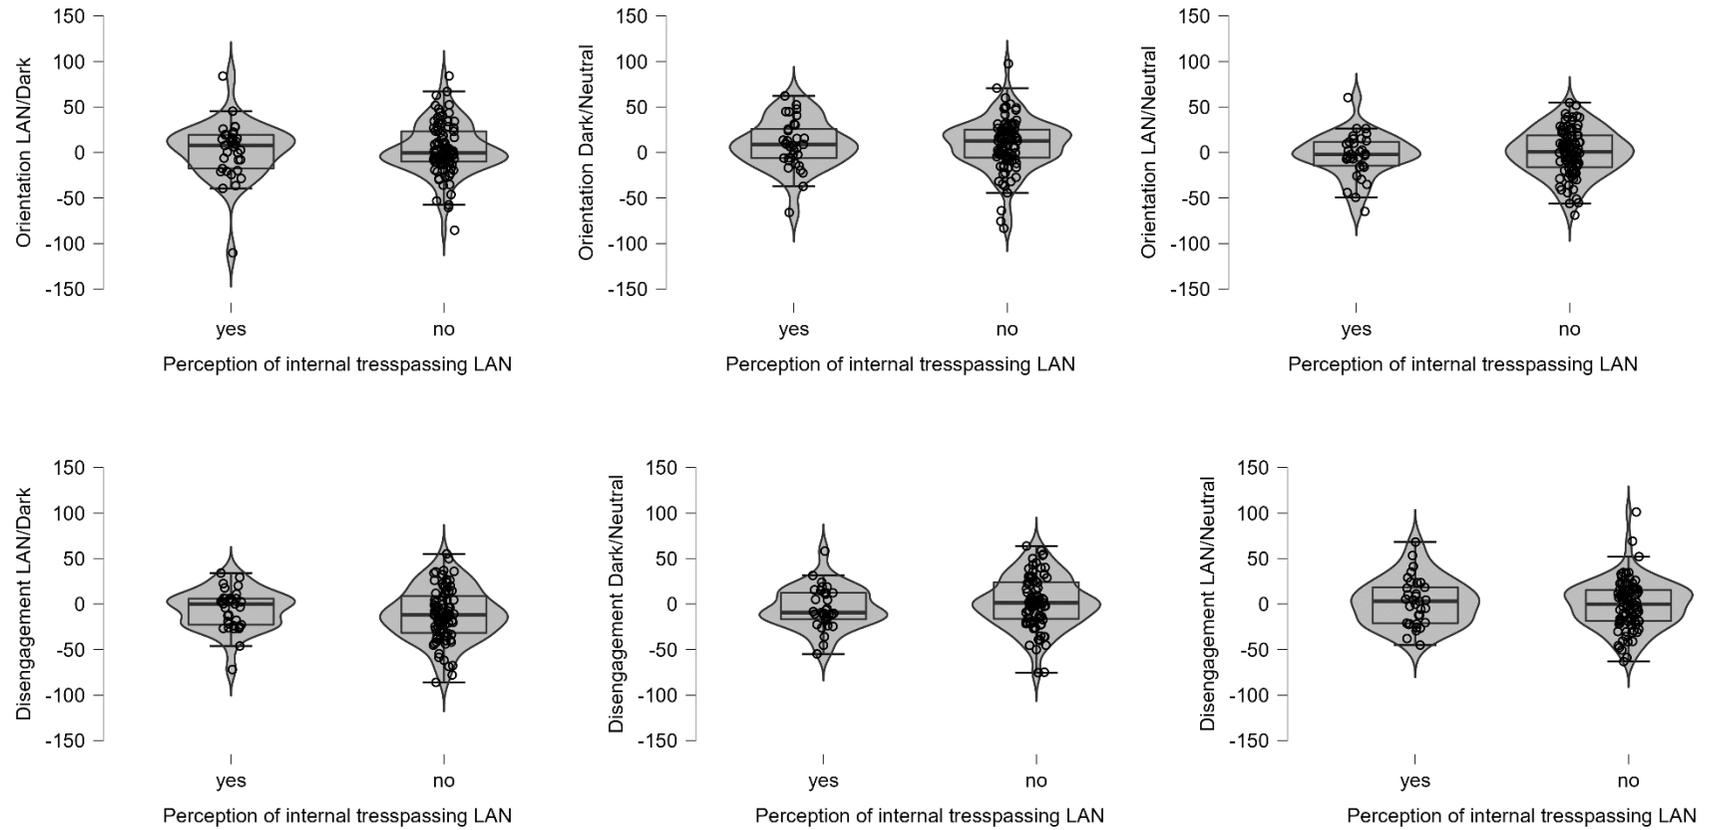 150
100
50
0
-50
-100
-150
Orientation LAN/Dark
yes no
Perception of internal tresspassing LAN
150
100
50
0
-50
-100
-150
Orientation Dark/Neutral
yes no
Perception of internal tresspassing LAN
150
100
50
0
-50
-100
-150
Orientation LAN/Neutral
yes no
Perception of internal tresspassing LAN
150
100
50
0
-50
-100
-150
Disengagement LAN/Dark
yes no
Perception of internal tresspassing LAN
150
100
50
0
-50
-100
-150
Disengagement Dark/Neutral
yes no
Perception of internal tresspassing LAN
150
100
50
0
-50
-100
-150
Disengagement LAN/Neutral
yes no
Perception of internal tresspassing LAN